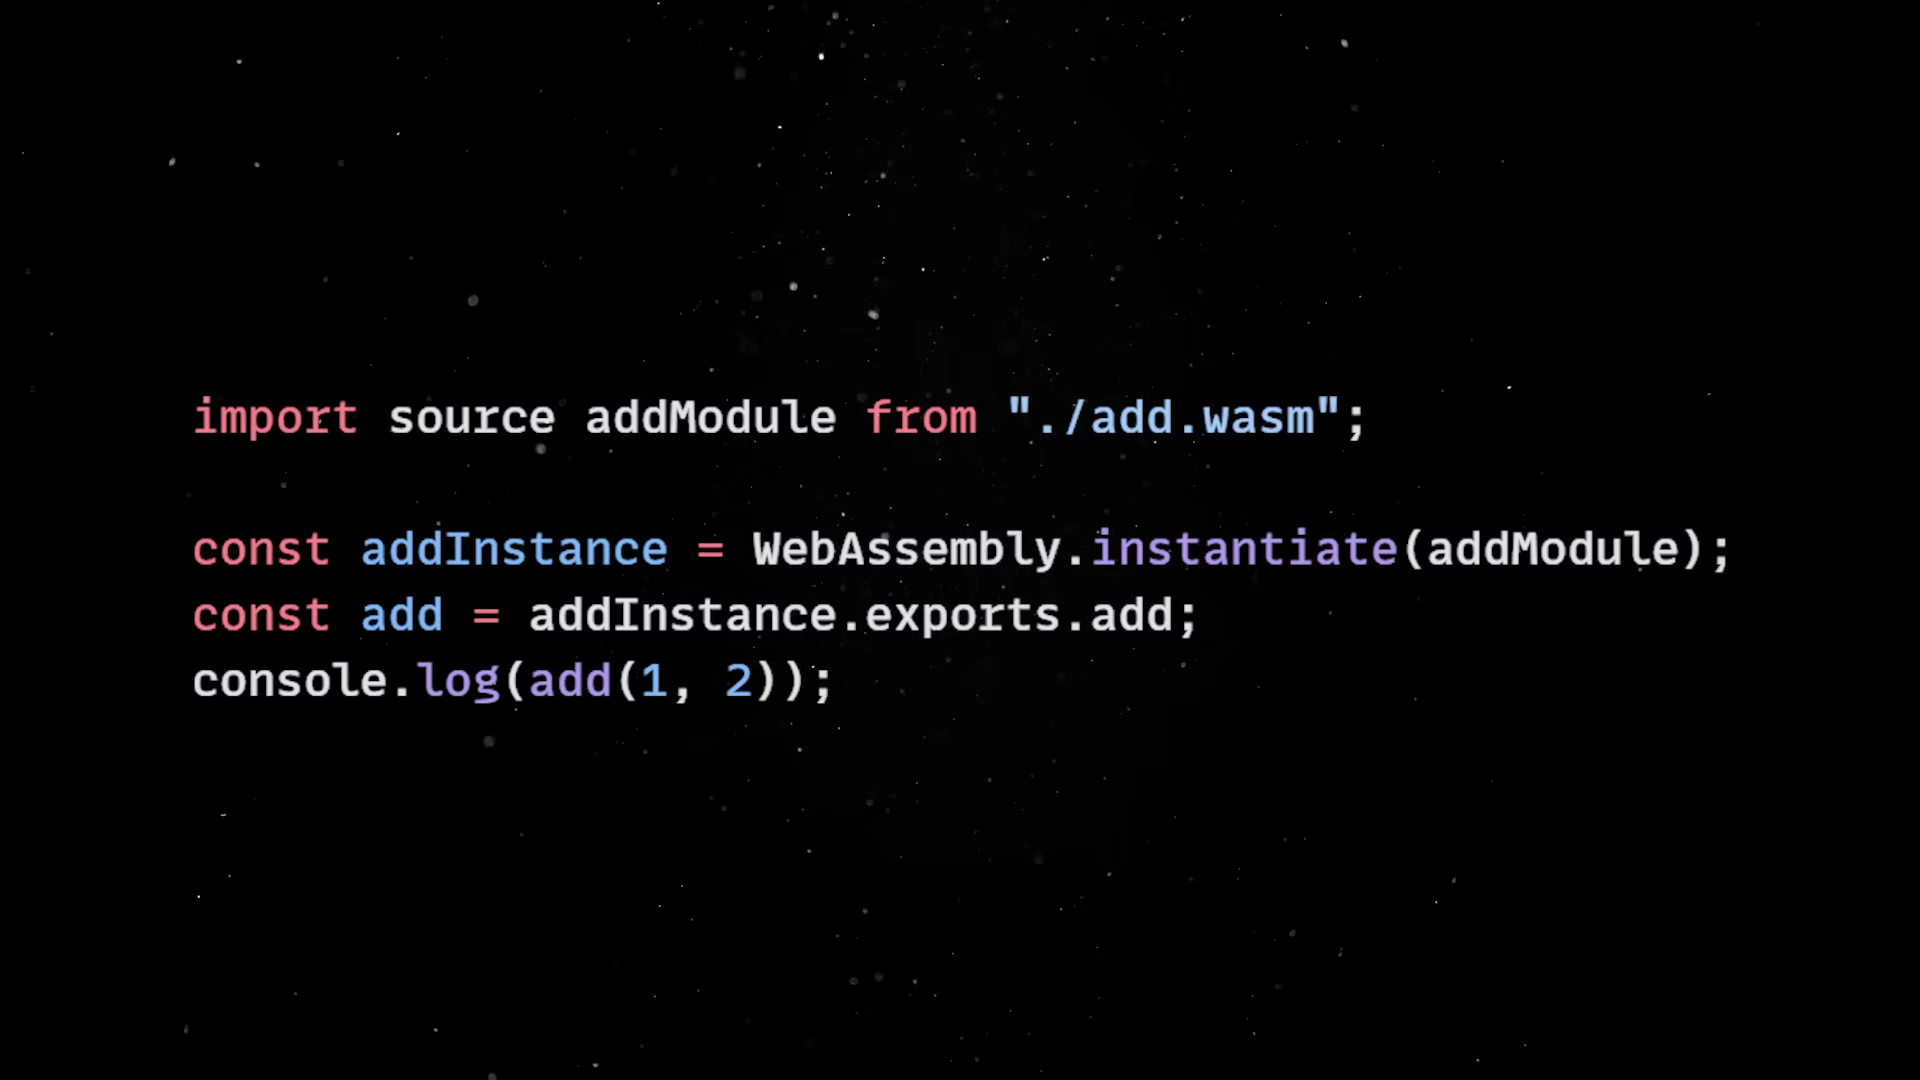 import source addModule from "./add.wasm";
const addInstance = WebAssembly.instantiate(addModule);
const add = addInstance.exports.add;
console.log(add(1, 2));